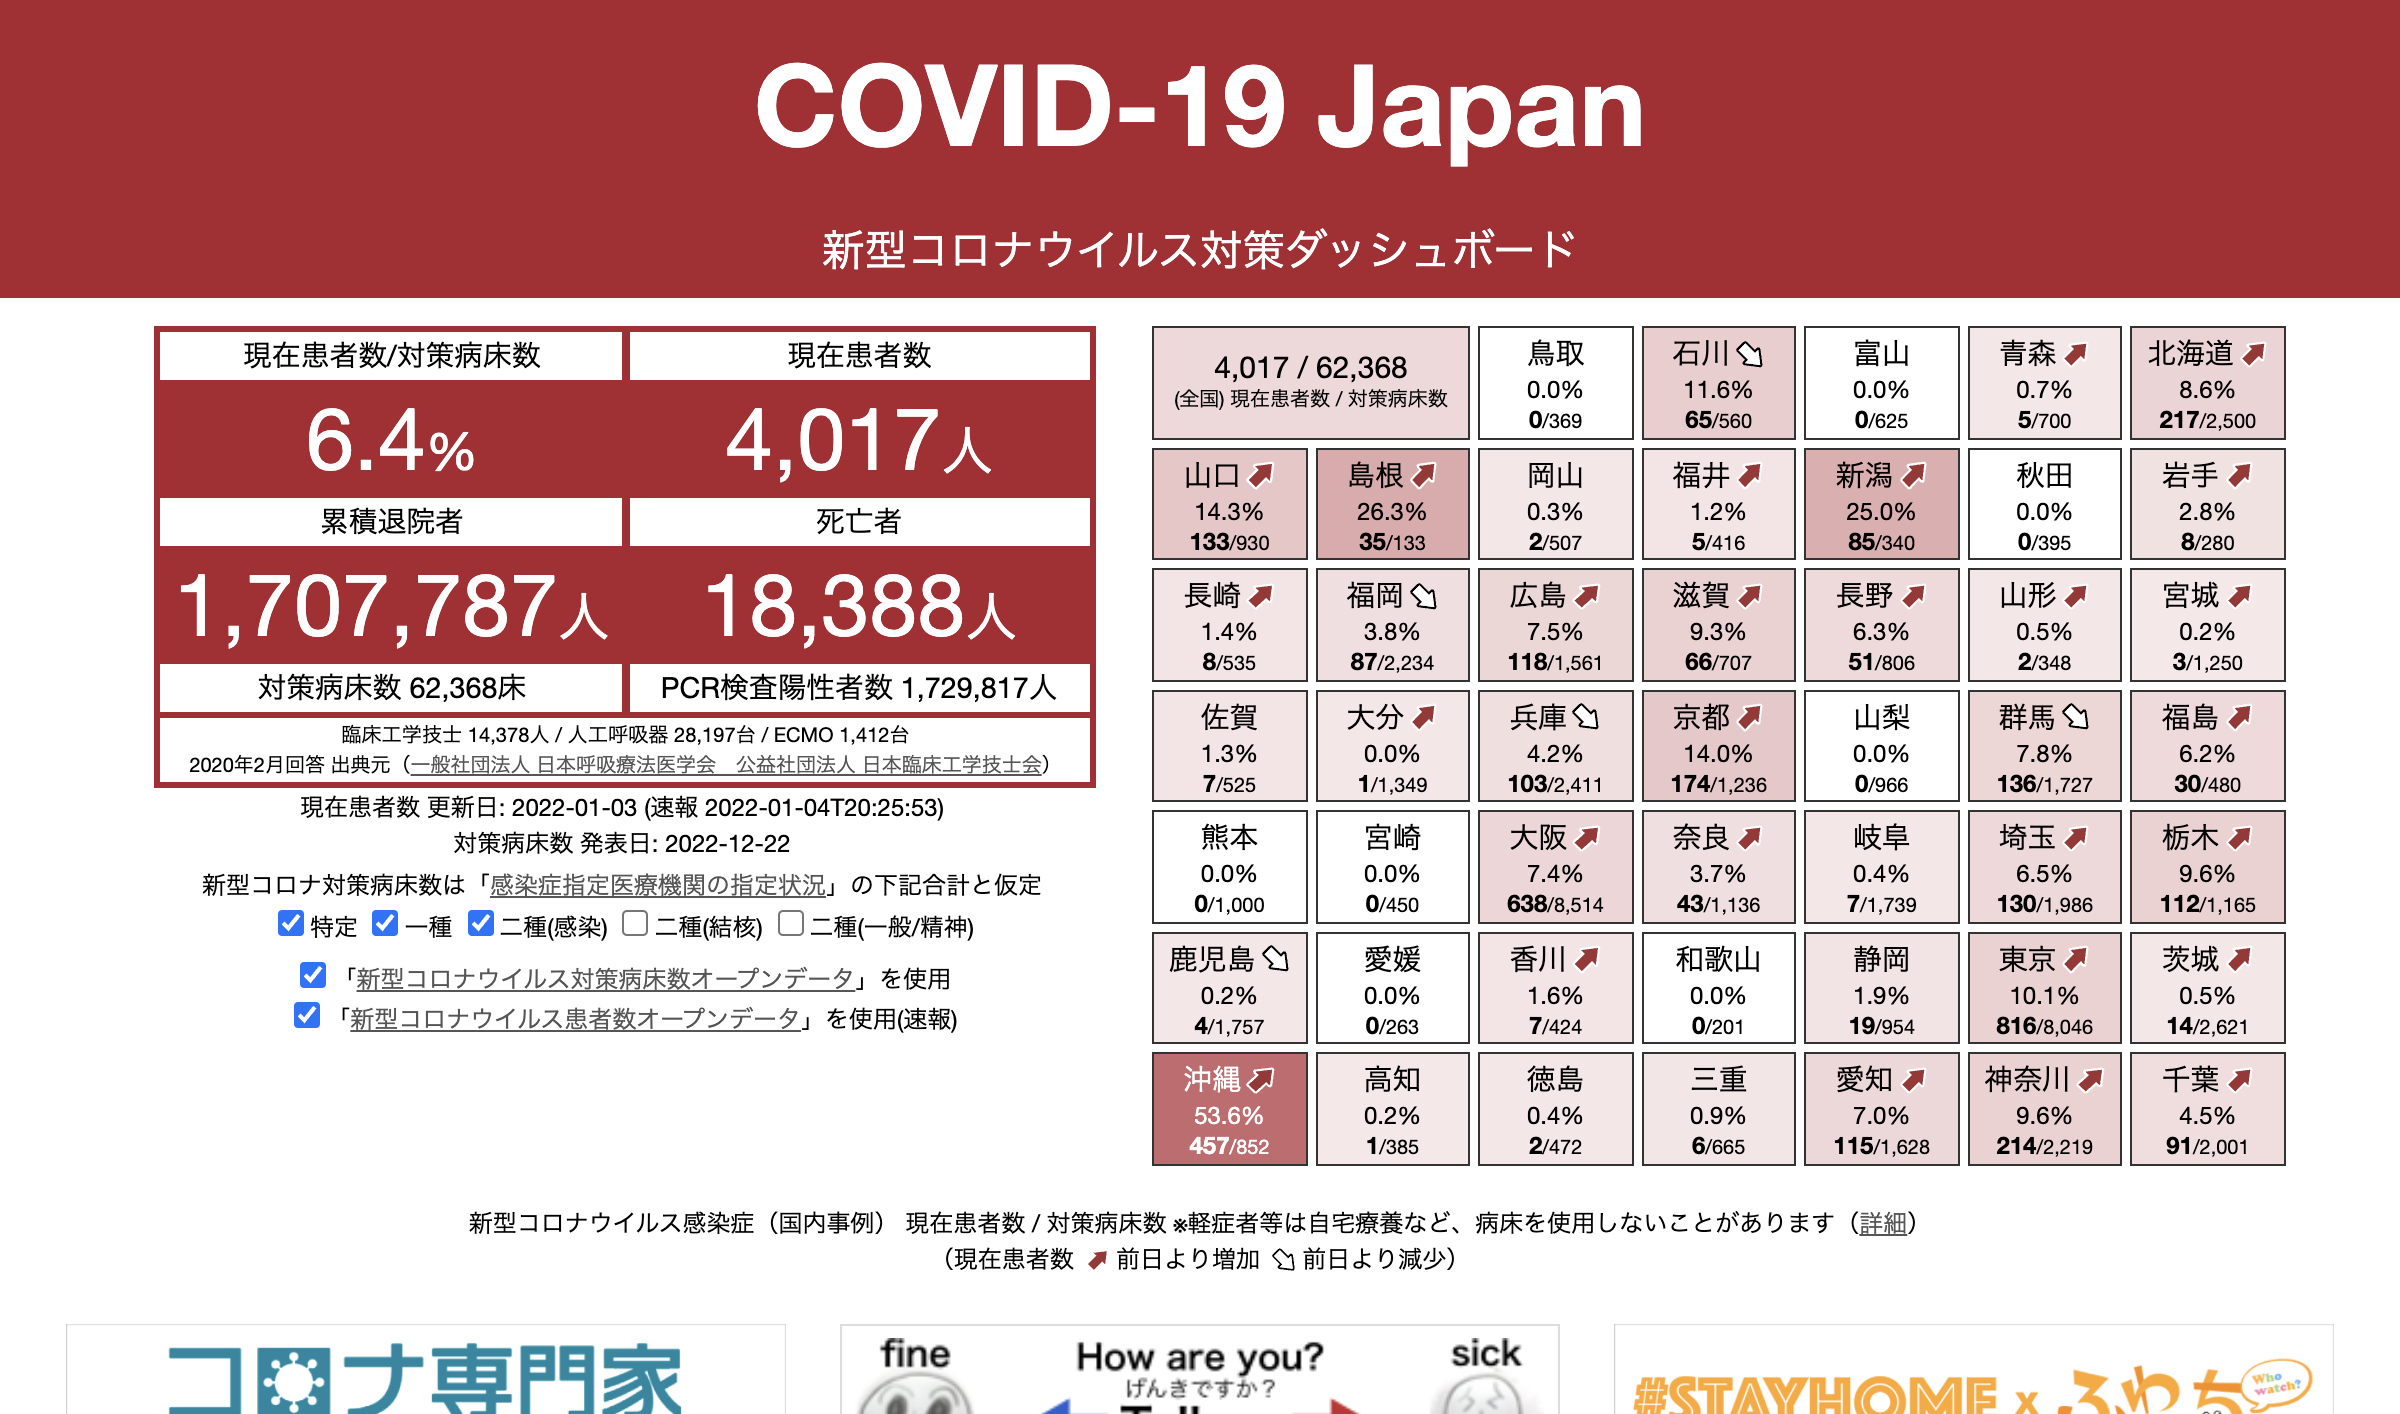 COVID-19 Japan
新型コロナウイルス対策ダッシュボード
現在患者数/対策病床数
現在患者数
6.4%
4,017人
累積退院者
死亡者
1,707,787人
18,388人
対策病床数 62,368床
PCR検査陽性者数 1,729,817人
臨床工学技士 14,378人 / 人工呼吸器 28,197台 / ECMO 1,412台
2020年2月回答 出典元（一般社団法人 日本呼吸療法医学会　公益社団法人 日本臨床工学技士会）
現在患者数 更新日: 2022-01-03 (速報 2022-01-04T20:25:53)
対策病床数 発表日: 2022-12-22
新型コロナ対策病床数は「感染症指定医療機関の指定状況」の下記合計と仮定
特定 一種 二種(感染) 二種(結核) 二種(一般/精神)
「新型コロナウイルス対策病床数オープンデータ」を使用
「新型コロナウイルス患者数オープンデータ」を使用(速報)
4,017 / 62,368
(全国) 現在患者数 / 対策病床数
鳥取
0.0%
0/369
石川
11.6%
65/560
富山
0.0%
0/625
青森
0.7%
5/700
北海道
8.6%
217/2,500
山口
14.3%
133/930
島根
26.3%
35/133
岡山
0.3%
2/507
福井
1.2%
5/416
新潟
25.0%
85/340
秋田
0.0%
0/395
岩手
2.8%
8/280
長崎
1.4%
8/535
福岡
3.8%
87/2,234
広島
7.5%
118/1,561
滋賀
9.3%
66/707
長野
6.3%
51/806
山形
0.5%
2/348
宮城
0.2%
3/1,250
佐賀
1.3%
7/525
大分
0.0%
1/1,349
兵庫
4.2%
103/2,411
京都
14.0%
174/1,236
山梨
0.0%
0/966
群馬
7.8%
136/1,727
福島
6.2%
30/480
熊本
0.0%
0/1,000
宮崎
0.0%
0/450
大阪
7.4%
638/8,514
奈良
3.7%
43/1,136
岐阜
0.4%
7/1,739
埼玉
6.5%
130/1,986
栃木
9.6%
112/1,165
鹿児島
0.2%
4/1,757
愛媛
0.0%
0/263
香川
1.6%
7/424
和歌山
0.0%
0/201
静岡
1.9%
19/954
東京
10.1%
816/8,046
茨城
0.5%
14/2,621
沖縄
53.6%
457/852
高知
0.2%
1/385
徳島
0.4%
2/472
三重
0.9%
6/665
愛知
7.0%
115/1,628
神奈川
9.6%
214/2,219
千葉
4.5%
91/2,001
新型コロナウイルス感染症（国内事例） 現在患者数 / 対策病床数 ※軽症者等は自宅療養など、病床を使用しないことがあります（詳細）
（現在患者数 前日より増加 前日より減少）
コロナ専門家
fine
How are you?
sick
げんきですか？
#STAYHOME x ふわっち
Who watch?